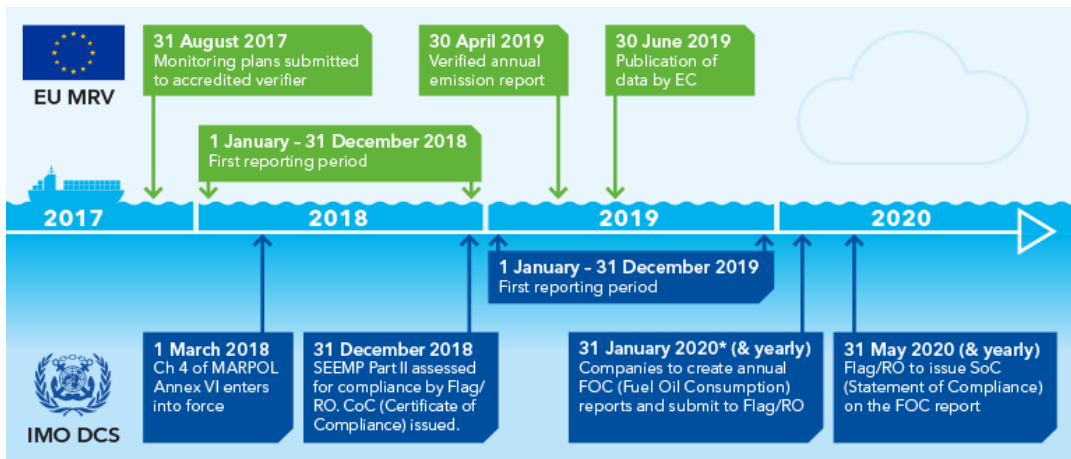 EU MRV
31 August 2017
Monitoring plans submitted
to accredited verifier
30 April 2019
Verified annual
emission report
30 June 2019
Publication of
data by EC
1 January – 31 December 2018
First reporting period
2017
2018
2019
2020
1 January – 31 December 2019
First reporting period
IMO DCS
1 March 2018
Ch 4 of MARPOL
Annex VI enters
into force
31 December 2018
SEEMP Part II assessed
for compliance by Flag/
RO. CoC (Certificate of
Compliance) issued.
31 January 2020* (& yearly)
Companies to create annual
FOC (Fuel Oil Consumption)
reports and submit to Flag/RO
31 May 2020 (& yearly)
Flag/RO to issue SoC
(Statement of Compliance)
on the FOC report